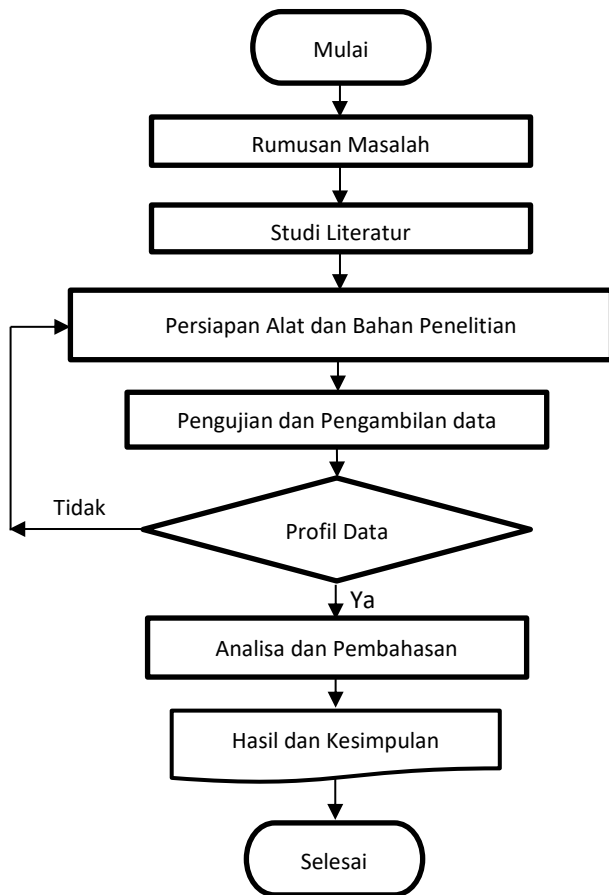 Mulai
Rumusan Masalah
Studi Literatur
Persiapan Alat dan Bahan Penelitian
Pengujian dan Pengambilan data
Tidak
Profil Data
Ya
Analisa dan Pembahasan
Hasil dan Kesimpulan
Selesai